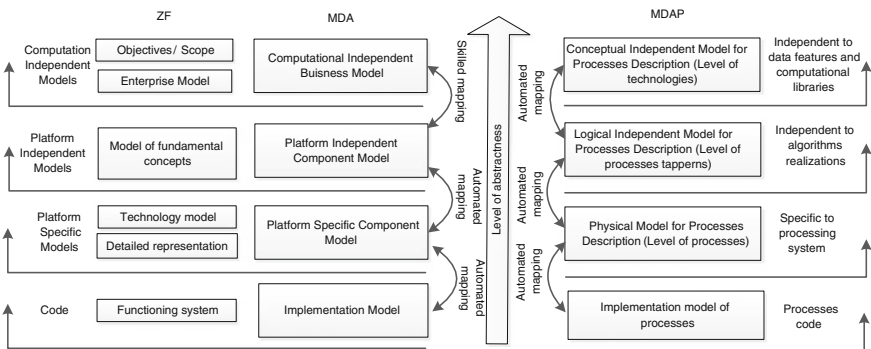 ZF
MDA
MDAP
Computation
Independent
Models
Objectives/ Scope
Enterprise Model
Computational Independent
Buisness Model
Skilled mapping
Platform
Independent
Models
Model of fundamental
concepts
Platform Independent
Component Model
Automated
mapping
Platform
Specific
Models
Technology model
Detailed representation
Platform Specific Component
Model
Automated
mapping
Code
Functioning system
Implementation Model
Level of abstractness
Automated
mapping
Conceptual Independent Model for
Processes Description (Level of
technologies)
Independent to
data features and
computational
libraries
Automated
mapping
Logical Independent Model for
Processes Description (Level of
processes tapperns)
Independent to
algorithms
realizations
Automated
mapping
Physical Model for Processes
Description (Level of processes)
Specific to
processing
system
Implementation model of
processes
Processes
code